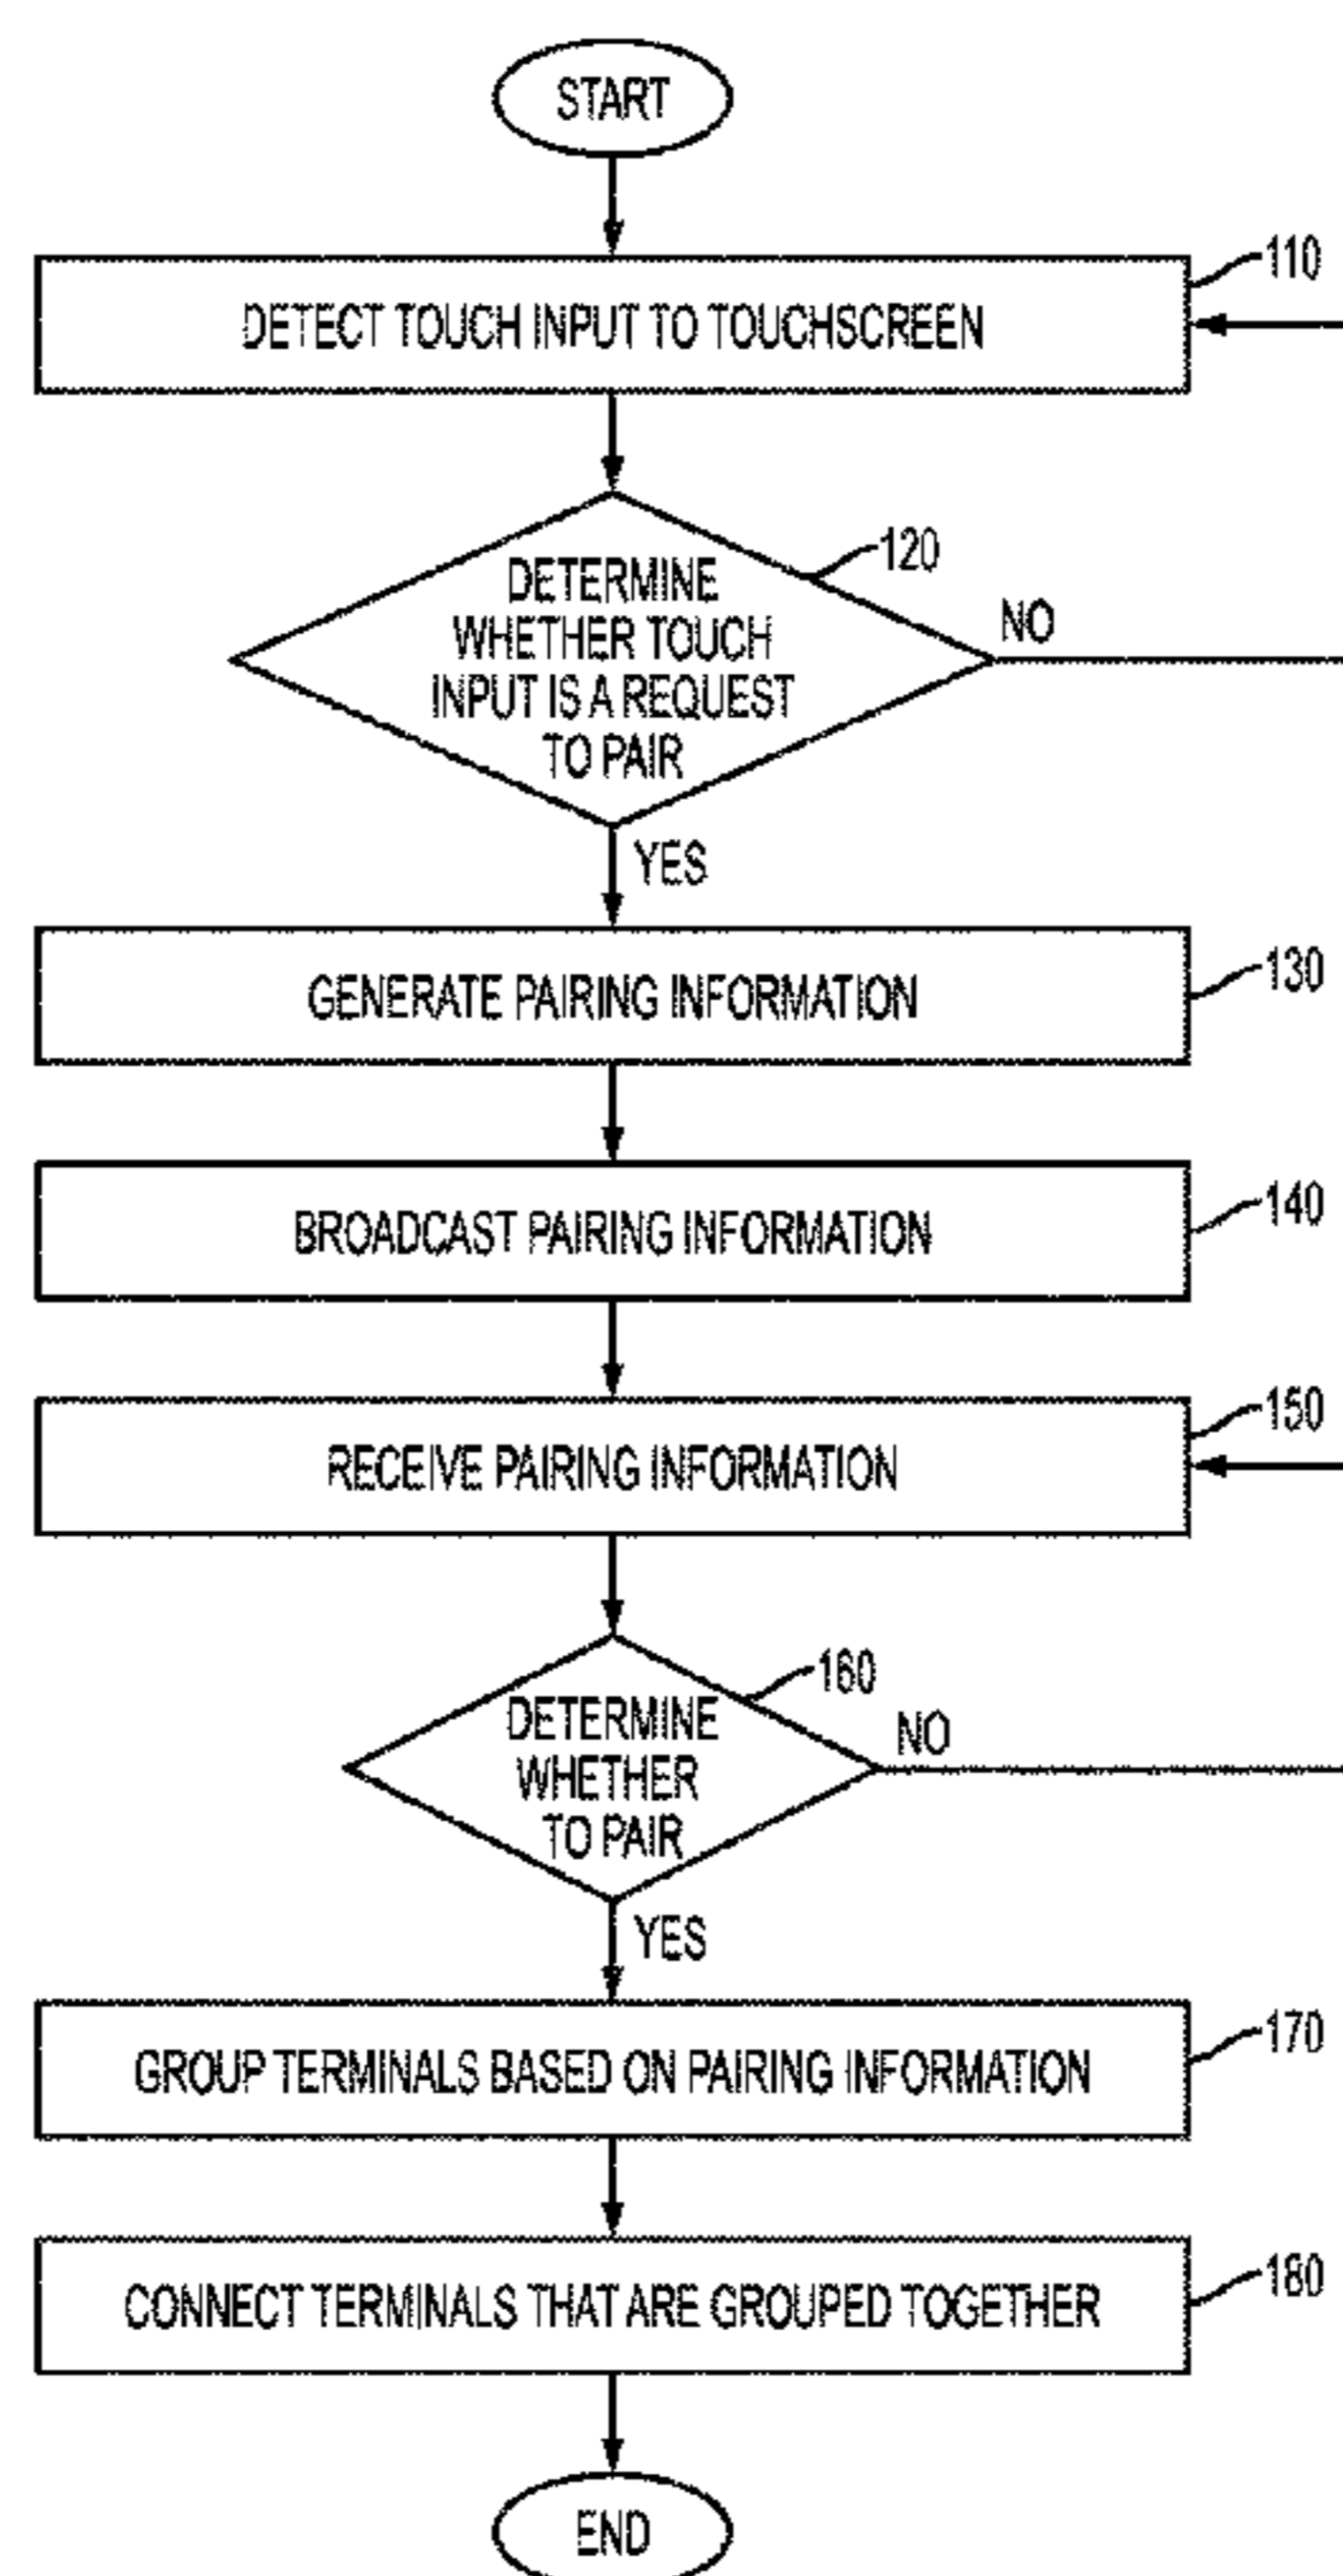 START
110
DETECT TOUCH INPUT TO TOUCHSCREEN
120
DETERMINE
WHETHER TOUCH
INPUT IS A REQUEST
TO PAIR
NO
YES
130
GENERATE PAIRING INFORMATION
140
BROADCAST PAIRING INFORMATION
150
RECEIVE PAIRING INFORMATION
160
DETERMINE
WHETHER
TO PAIR
NO
YES
170
GROUP TERMINALS BASED ON PAIRING INFORMATION
180
CONNECT TERMINALS THAT ARE GROUPED TOGETHER
END